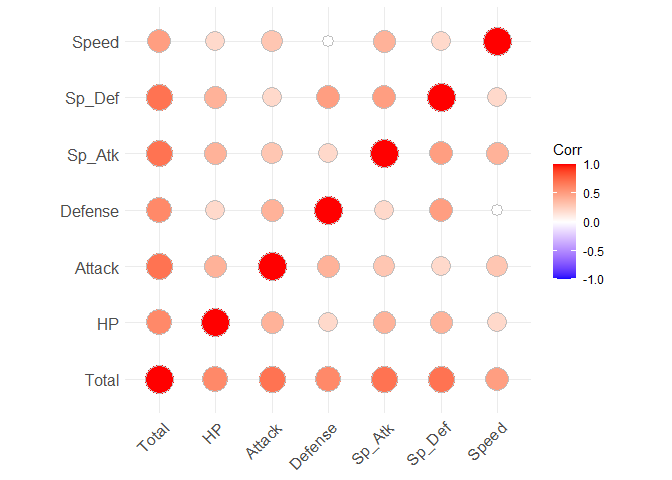 Speed
Sp_Def
Sp_Atk
Defense
Attack
HP
Total
Total
HP
Attack
Defense
Sp_Atk
Sp_Def
Speed
Corr
1.0
0.5
0.0
-0.5
-1.0